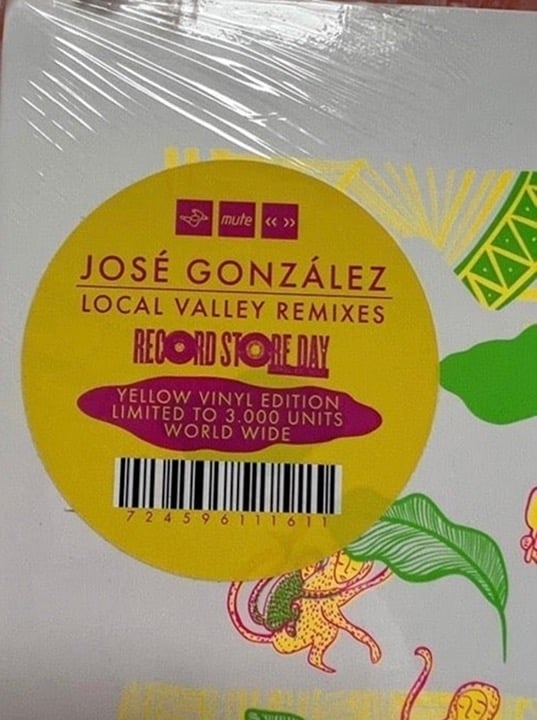 mute
JOSÉ GONZÁLEZ
LOCAL VALLEY REMIXES
RECORD STORE DAY
YELLOW VINYL EDITION
LIMITED TO 3.000 UNITS
WORLD WIDE
724596111611